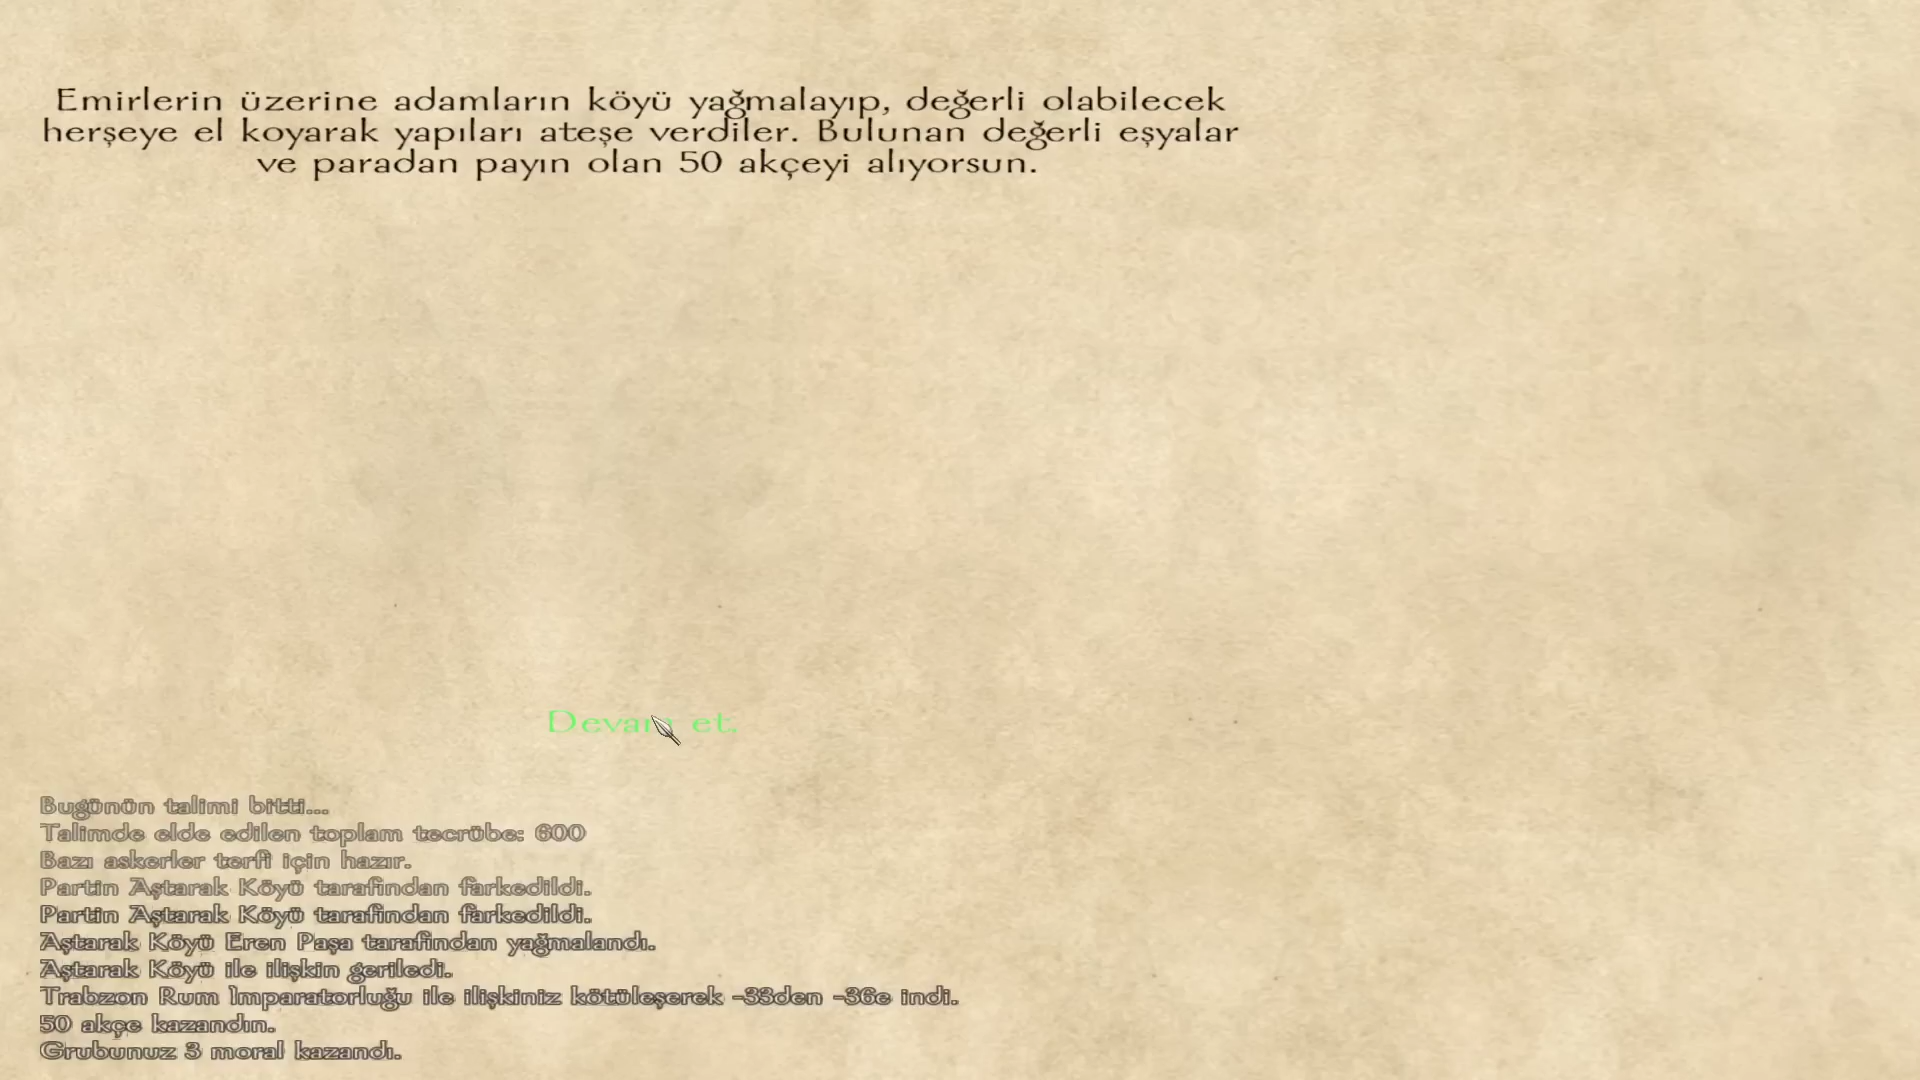 Emirlerin üzerine adamların köyü yağmalayıp, değerli olabilecek
herşeye el koyarak yapıları ateşe verdiler. Bulunan değerli eşyalar
ve paradan payın olan 50 akçeyi alıyorsun.
Devam et.
Bugünün talimi bitti...
Talimde elde edilen toplam tecrübe: 600
Bazı askerler terfi için hazır.
Partin Aştarak Köyü tarafından farkedildi.
Partin Aştarak Köyü tarafından farkedildi.
Aştarak Köyü Eren Paşa tarafından yağmalandı.
Aştarak Köyü ile ilişkin geriledi.
Trabzon Rum İmparatorluğu ile ilişkiniz kötüleşerek -33den -36e indi.
50 akçe kazandın.
Grubunuz 3 moral kazandı.